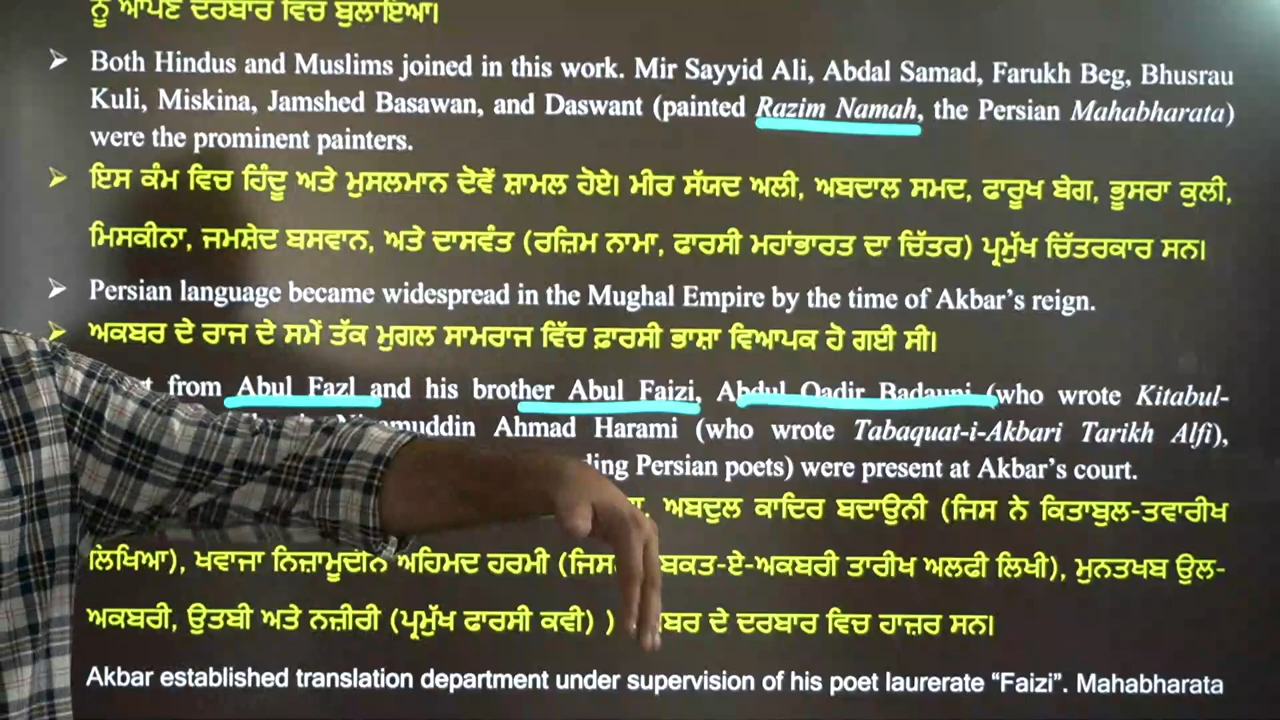 ਨੂੰ ਆਪਣੇ ਦਰਬਾਰ ਵਿਚ ਬੁਲਾਇਆ।
Both Hindus and Muslims joined in this work. Mir Sayyid Ali, Abdal Samad, Farukh Beg, Bhusrau
Kuli, Miskina, Jamshed Basawan, and Daswant (painted Razim Namah, the Persian Mahabharata)
were the prominent painters.
ਇਸ ਕੰਮ ਵਿਚ ਹਿੰਦੂ ਅਤੇ ਮੁਸਲਮਾਨ ਦੋਵੇਂ ਸ਼ਾਮਲ ਹੋਏ। ਮੀਰ ਸੱਯਦ ਅਲੀ, ਅਬਦਾਲ ਸਮਦ, ਫਾਰੂਖ ਬੇਗ, ਭੂਸਰਾ ਕੁਲੀ,
ਮਿਸਕੀਨਾ, ਜਮਸ਼ੇਦ ਬਸਵਾਨ, ਅਤੇ ਦਾਸਵੰਤ (ਰਜ਼ਿਮ ਨਾਮਾ, ਫਾਰਸੀ ਮਹਾਂਭਾਰਤ ਦਾ ਚਿੱਤਰ) ਪ੍ਰਮੁੱਖ ਚਿੱਤਰਕਾਰ ਸਨ।
Persian language became widespread in the Mughal Empire by the time of Akbar’s reign.
ਅਕਬਰ ਦੇ ਰਾਜ ਦੇ ਸਮੇਂ ਤੱਕ ਮੁਗਲ ਸਾਮਰਾਜ ਵਿੱਚ ਫ਼ਾਰਸੀ ਭਾਸ਼ਾ ਵਿਆਪਕ ਹੋ ਗਈ ਸੀ।
from Abul Fazl and his brother Abul Faizi, Abdul Qadir Badauni (who wrote Kitabul-
Ahmad Harami (who wrote Tabaquat-i-Akbari Tarikh Alfi),
Persian poets) were present at Akbar’s court.
ਅਬਦੁਲ ਕਾਦਿਰ ਬਦਾਉਨੀ (ਜਿਸ ਨੇ ਕਿਤਾਬੁਲ-ਤਵਾਰੀਖ
ਲਿਖਿਆ), ਖਵਾਜਾ ਨਿਜ਼ਾਮੂਦੀਨ ਅਹਿਮਦ ਹਰਮੀ ਬਕਤ-ਏ-ਅਕਬਰੀ ਤਾਰੀਖ ਅਲਫੀ ਲਿਖੀ), ਮੁਨਤਖਬ ਉਲ-
ਅਕਬਰੀ, ਉਤਬੀ ਅਤੇ ਨਜ਼ੀਰੀ (ਪ੍ਰਮੁੱਖ ਫਾਰਸੀ ਕਵੀ) ) ਦੇ ਦਰਬਾਰ ਵਿਚ ਹਾਜ਼ਰ ਸਨ।
Akbar established translation department under supervision of his poet laurerate “Faizi”. Mahabharata